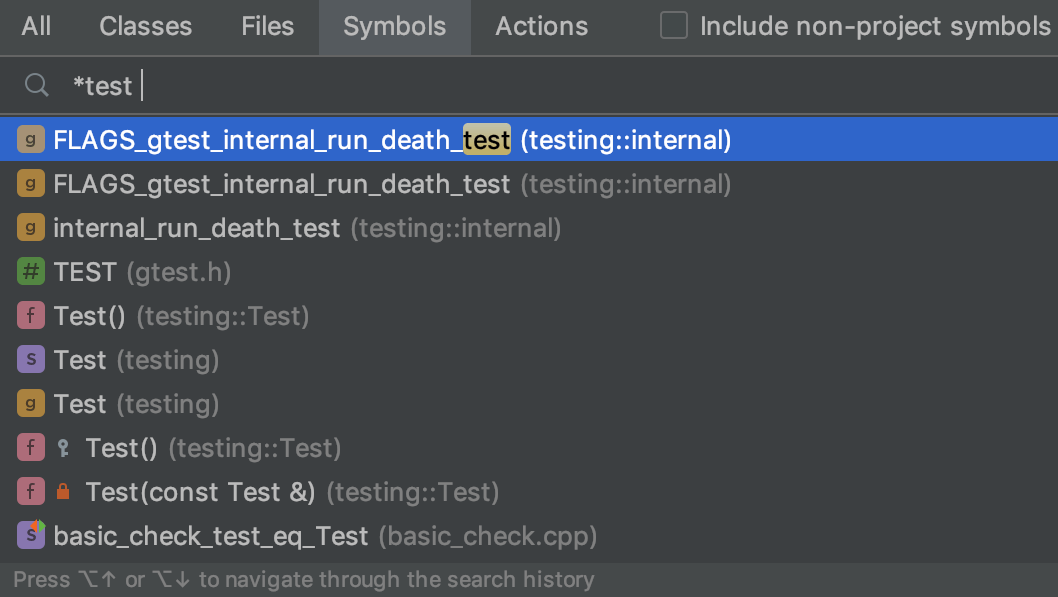 All Classes Files Symbols Actions Include non-project symbols
*test
g FLAGS_gtest_internal_run_death_test (testing::internal)
g FLAGS_gtest_internal_run_death_test (testing::internal)
g internal_run_death_test (testing::internal)
# TEST (gtest.h)
f Test() (testing::Test)
S Test (testing)
g Test (testing)
f Test() (testing::Test)
f Test(const Test &) (testing::Test)
S basic_check_test_eq_Test (basic_check.cpp)
Press ⌥↑ or ⌥↓ to navigate through the search history